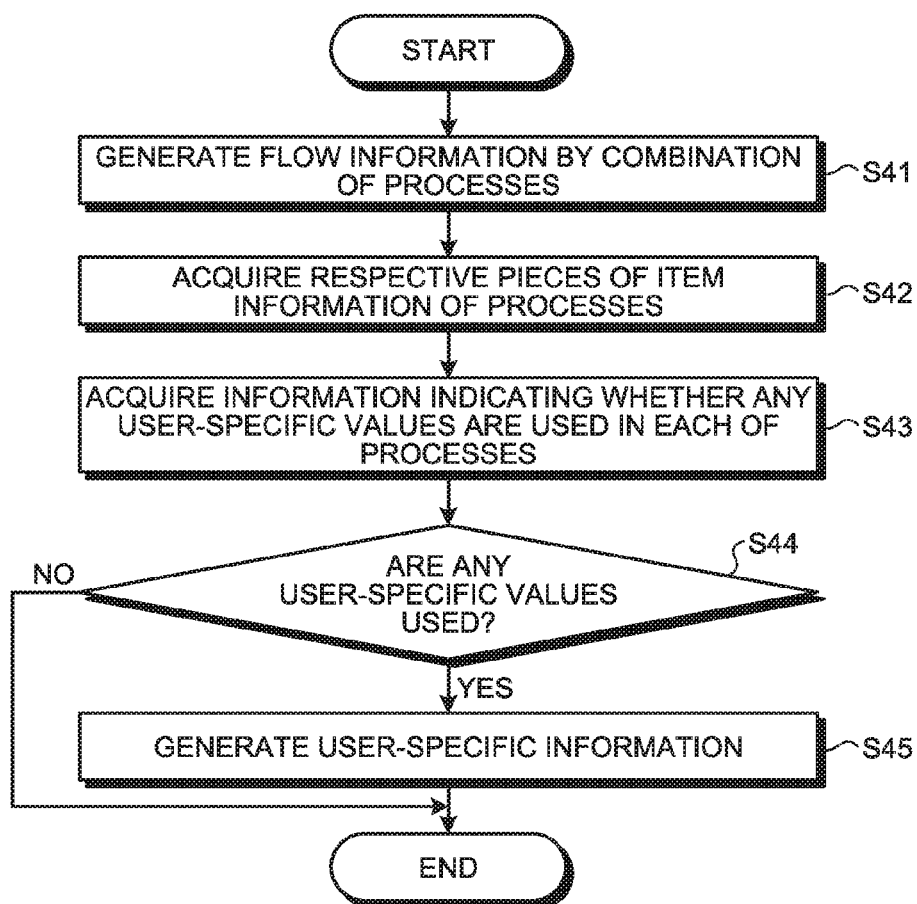 START
GENERATE FLOW INFORMATION BY COMBINATION
OF PROCESSES
S41
ACQUIRE RESPECTIVE PIECES OF ITEM
INFORMATION OF PROCESSES
S42
ACQUIRE INFORMATION INDICATING WHETHER ANY
USER-SPECIFIC VALUES ARE USED IN EACH OF
PROCESSES
S43
S44
NO
ARE ANY
USER-SPECIFIC VALUES
USED?
YES
GENERATE USER-SPECIFIC INFORMATION
S45
END